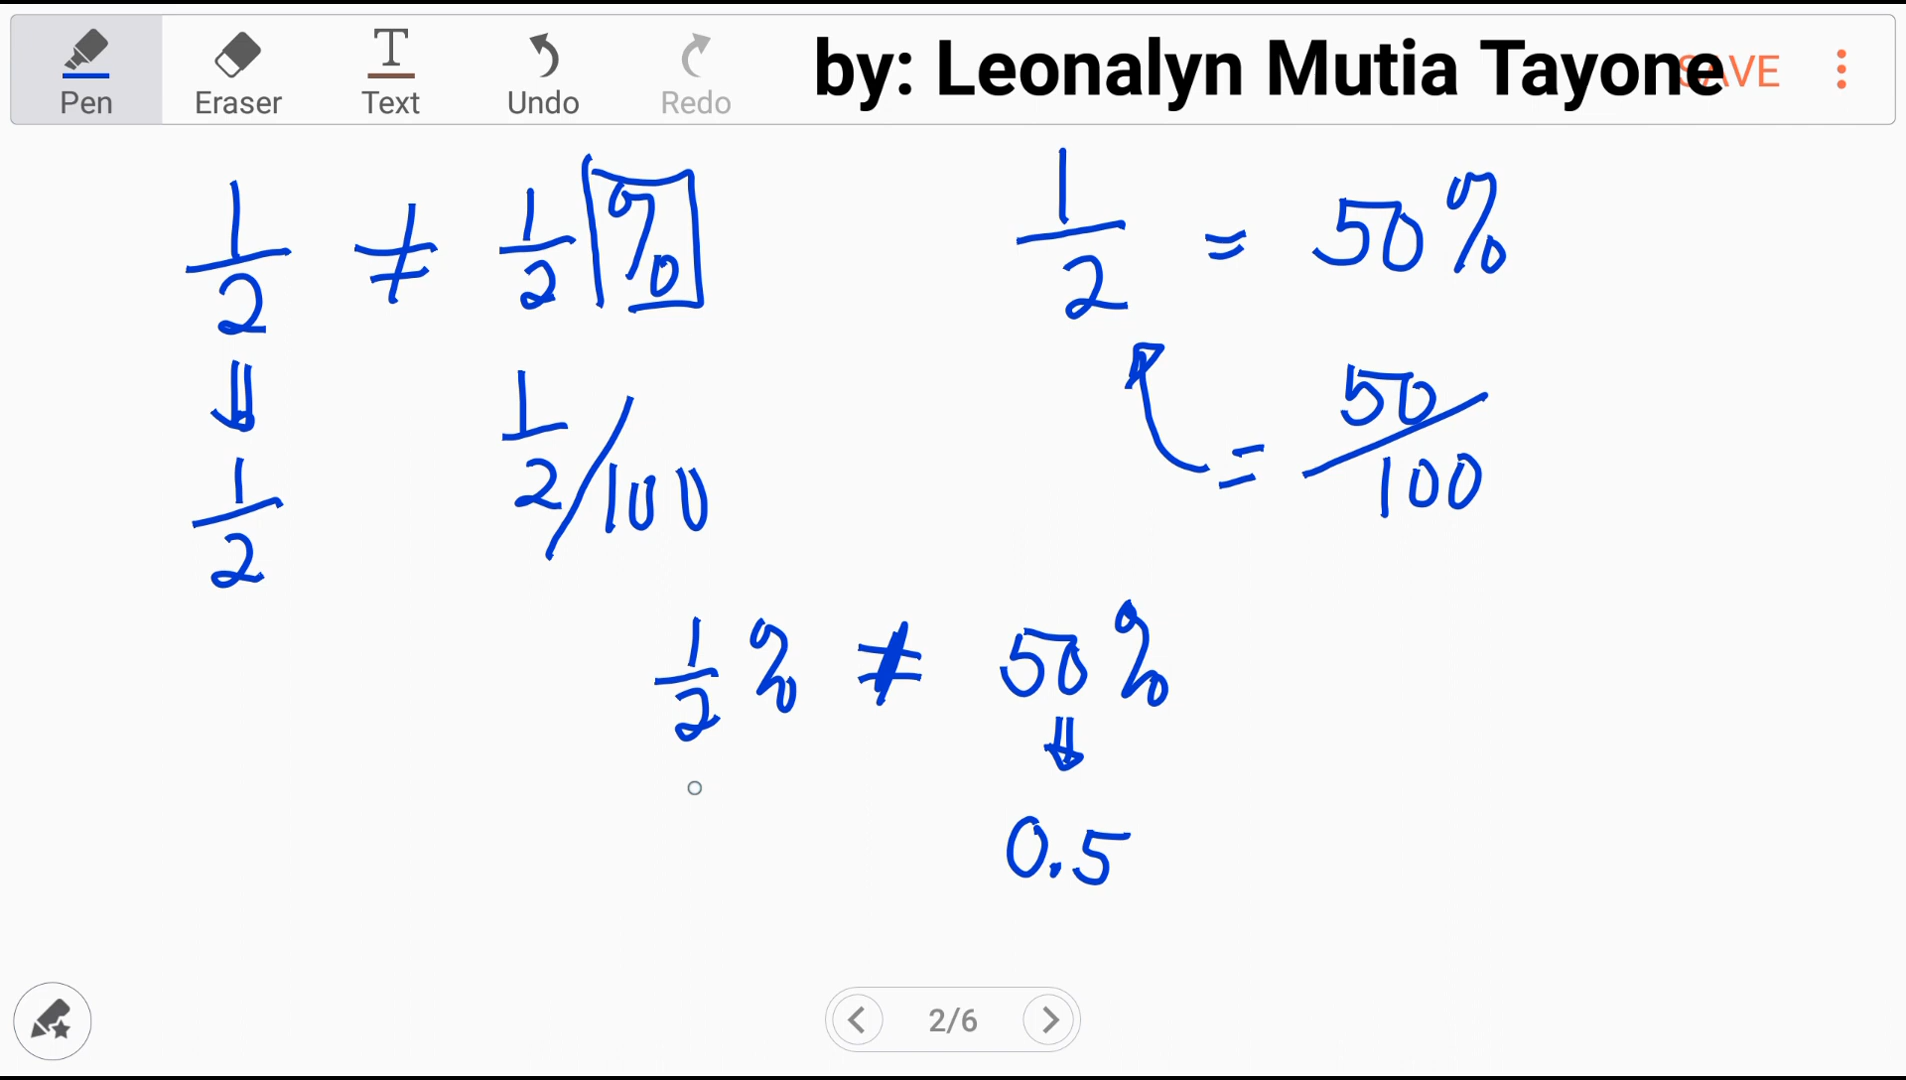 Pen Eraser Text Undo Redo by: Leonalyn Mutia Tayone SAVE
1/2 ≠ 1/2 %
1/2 = 50%
1/2
1/2/100
= 50/100
1/2 % ≠ 50%
0.5
2/6